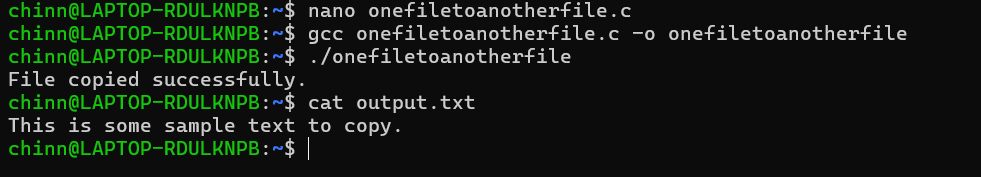 chinn@LAPTOP-RDULKNPB:~$ nano onefiletoanotherfile.c
chinn@LAPTOP-RDULKNPB:~$ gcc onefiletoanotherfile.c -o onefiletoanotherfile
chinn@LAPTOP-RDULKNPB:~$ ./onefiletoanotherfile
File copied successfully.
chinn@LAPTOP-RDULKNPB:~$ cat output.txt
This is some sample text to copy.
chinn@LAPTOP-RDULKNPB:~$